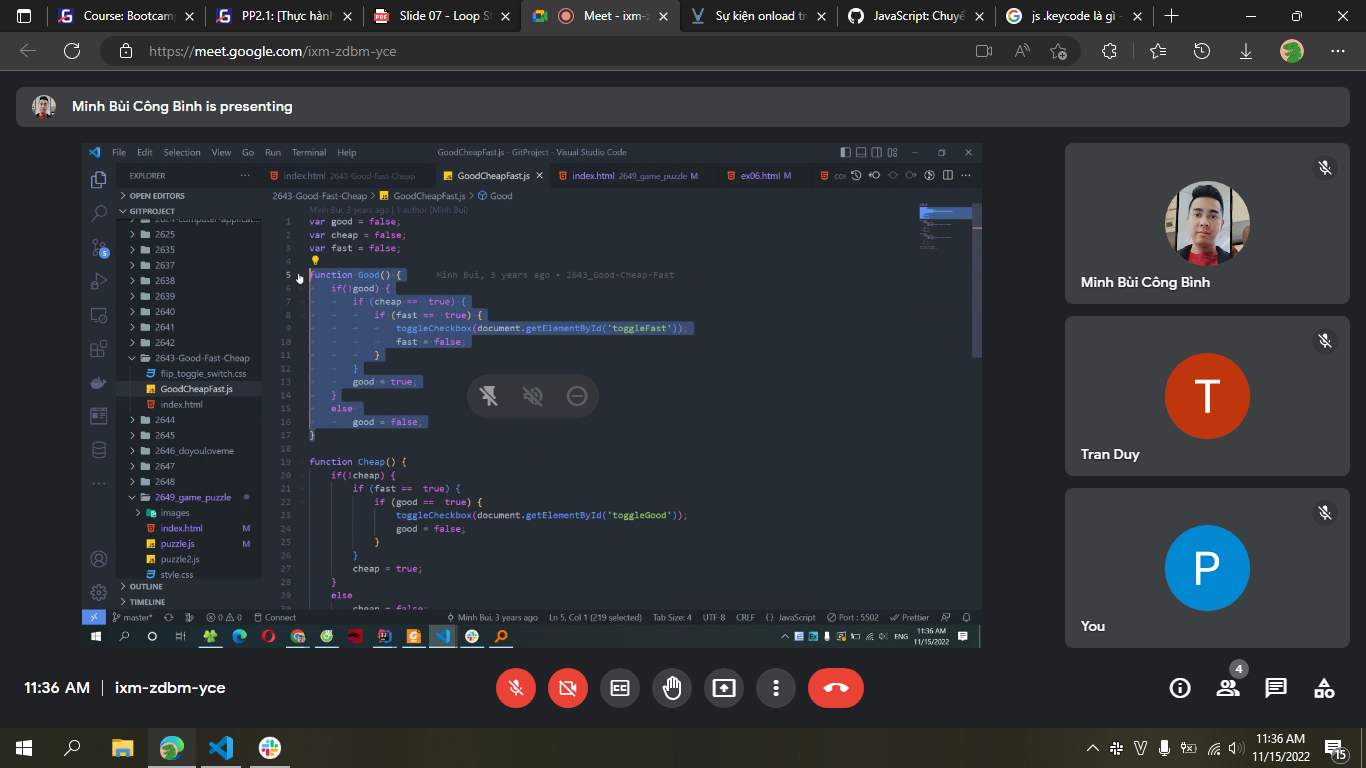 Course: Bootcam
PP2.1: [Thực hàn
Slide 07 - Loop S
Meet - ixm-z
Sự kiện onload tr
JavaScript: Chuyể
js .keycode là gì -
https://meet.google.com/ixm-zdbm-yce
Minh Bùi Công Bình is presenting
File Edit Selection View Go Run Terminal Help
GoodCheapFast.js - GitProject - Visual Studio Code
EXPLORER
index.html 2643-Good-Fast-Cheap
GoodCheapFast.js
index.html 2649_game_puzzle M
ex06.html M
OPEN EDITORS
GITPROJECT
2643-Good-Fast-Cheap > GoodCheapFast.js > Good
Minh Bui, 3 years ago | 1 author (Minh Bui)
2625
2635
2637
2638
2639
2640
2641
2642
2643-Good-Fast-Cheap
flip_toggle_switch.css
GoodCheapFast.js
index.html
2644
2645
2646_doyouloveme
2647
2648
2649_game_puzzle
images
index.html M
puzzle.js M
puzzle2.js
style.css
OUTLINE
TIMELINE
1 var good = false;
2 var cheap = false;
3 var fast = false;
4
5 function Good() { Minh Bui, 3 years ago • 2643_Good-Cheap-Fast
6 if(!good) {
7 if (cheap == true) {
8 if (fast == true) {
9 toggleCheckbox(document.getElementById('toggleFast'));
10 fast = false;
11 }
12 }
13 good = true;
14 }
15 else
16 good = false;
17 }
18
19 function Cheap() {
20 if(!cheap) {
21 if (fast == true) {
22 if (good == true) {
23 toggleCheckbox(document.getElementById('toggleGood'));
24 good = false;
25 }
26 }
27 cheap = true;
28 }
29 else
30 cheap = false;
5
master*
0 0
Connect
Minh Bui, 3 years ago Ln 5, Col 1 (219 selected) Tab Size: 4 UTF-8 CRLF {} JavaScript Port : 5502 Prettier
ENG
11:36 AM
11/15/2022
Minh Bùi Công Bình
T
Tran Duy
P
You
11:36 AM | ixm-zdbm-yce
4
11:36 AM
11/15/2022
15